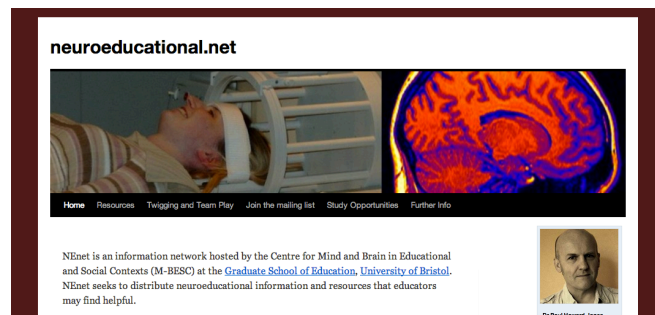 neuroeducational.net
Home Resources Twigging and Team Play Join the mailing list Study Opportunities Further Info
NEnet is an information network hosted by the Centre for Mind and Brain in Educational
and Social Contexts (M-BESC) at the Graduate School of Education, University of Bristol.
NEnet seeks to distribute neuroeducational information and resources that educators
may find helpful.